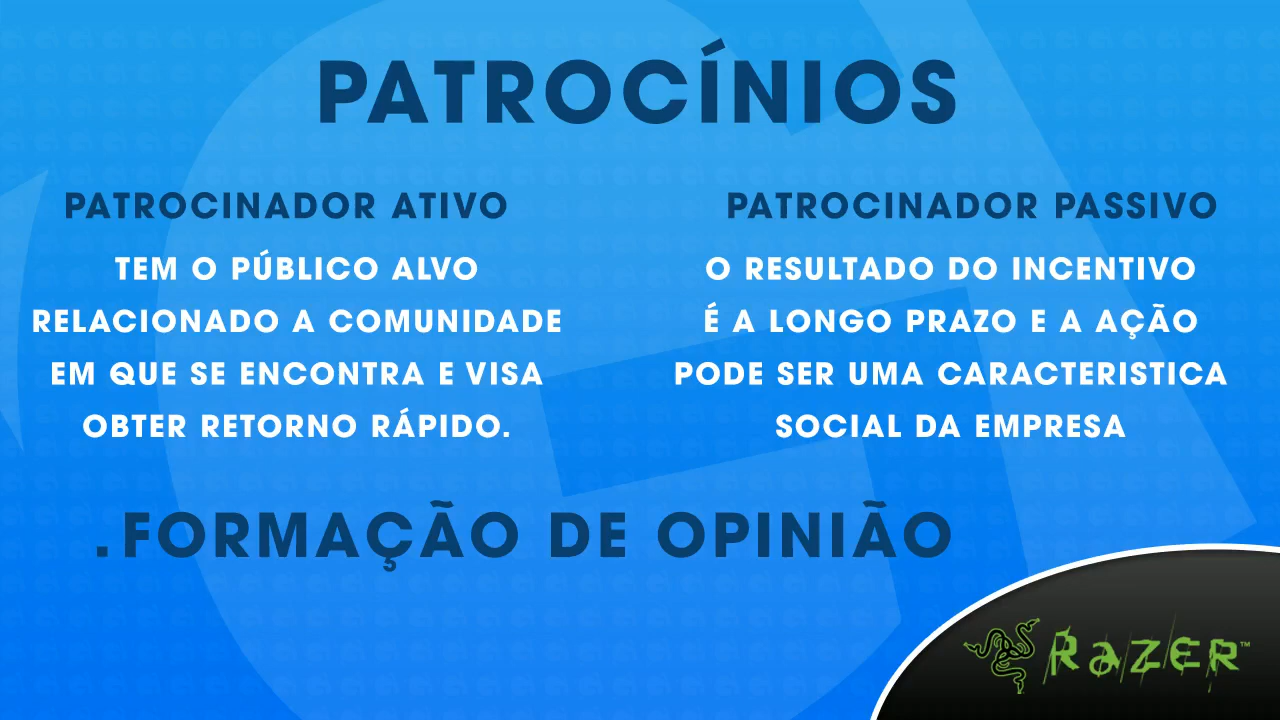 PATROCÍNIOS
PATROCINADOR ATIVO
TEM O PÚBLICO ALVO
RELACIONADO A COMUNIDADE
EM QUE SE ENCONTRA E VISA
OBTER RETORNO RÁPIDO.
PATROCINADOR PASSIVO
O RESULTADO DO INCENTIVO
É A LONGO PRAZO E A AÇÃO
PODE SER UMA CARACTERISTICA
SOCIAL DA EMPRESA
.FORMAÇÃO DE OPINIÃO
RAZER™